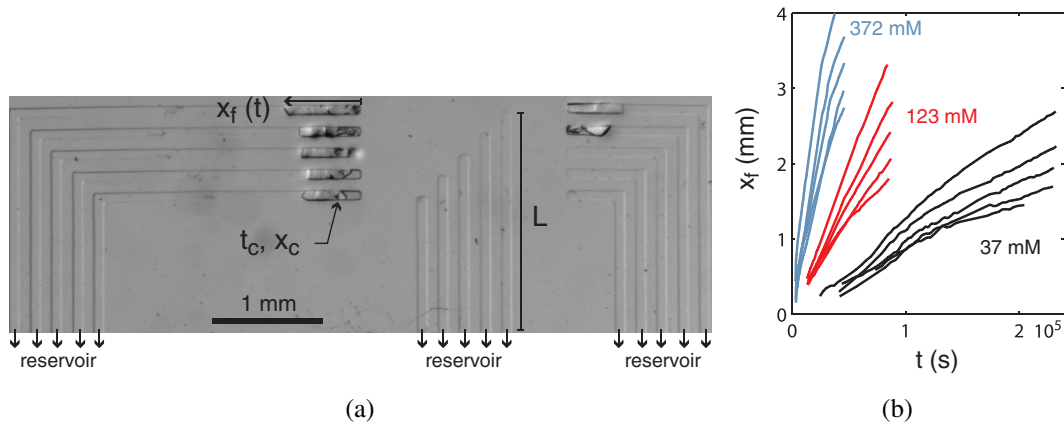 x_f (t)
t_c, x_c
L
1 mm
reservoir
reservoir
reservoir
(a)
4
3
2
1
0
x_f (mm)
372 mM
123 mM
37 mM
0
1
2 10^5
t (s)
(b)